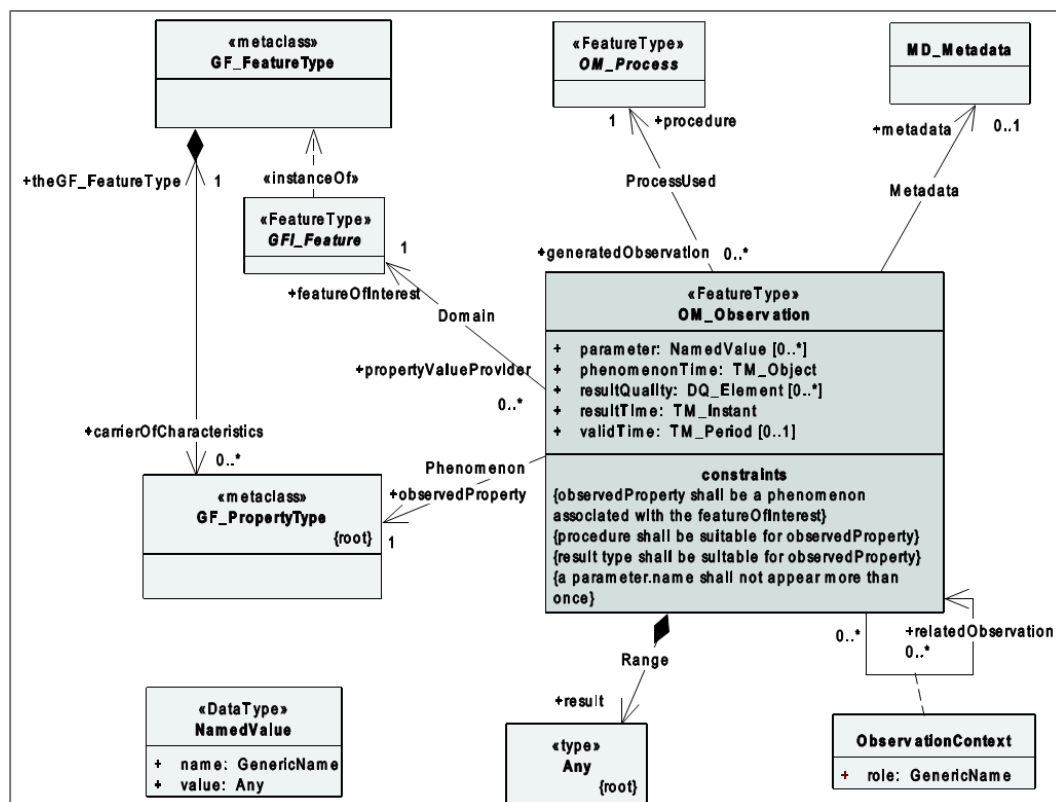 «metaclass»
GF_FeatureType
«FeatureType»
OM_Process
MD_Metadata
1
+procedure
+metadata
0..1
+theGF_FeatureType
1
«instanceOf»
ProcessUsed
Metadata
«FeatureType»
GFI_Feature
1
+generatedObservation
0..*
+featureOfInterest
Domain
+propertyValueProvider
0..*
«FeatureType»
OM_Observation
+ parameter: NamedValue [0..*]
+ phenomenonTime: TM_Object
+ resultQuality: DQ_Element [0..*]
+ resultTime: TM_Instant
+ validTime: TM_Period [0..1]
constraints
{observedProperty shall be a phenomenon
associated with the featureOfInterest}
{procedure shall be suitable for observedProperty}
{result type shall be suitable for observedProperty}
{a parameter.name shall not appear more than
once}
+carrierOfCharacteristics
0..*
Phenomenon
+observedProperty
1
«metaclass»
GF_PropertyType
{root}
0..*
+relatedObservation
0..*
Range
+result
«DataType»
NamedValue
+ name: GenericName
+ value: Any
«type»
Any
{root}
ObservationContext
+ role: GenericName